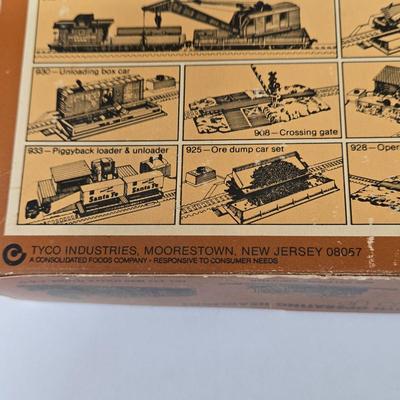 930—Unloading box car
908—Crossing gate
933—Piggyback loader & unloader
925—Ore dump car set
928—Oper
Santa Fe
Santa Fe
TYCO INDUSTRIES, MOORESTOWN, NEW JERSEY 08057
A CONSOLIDATED FOODS COMPANY • RESPONSIVE TO CONSUMER NEEDS